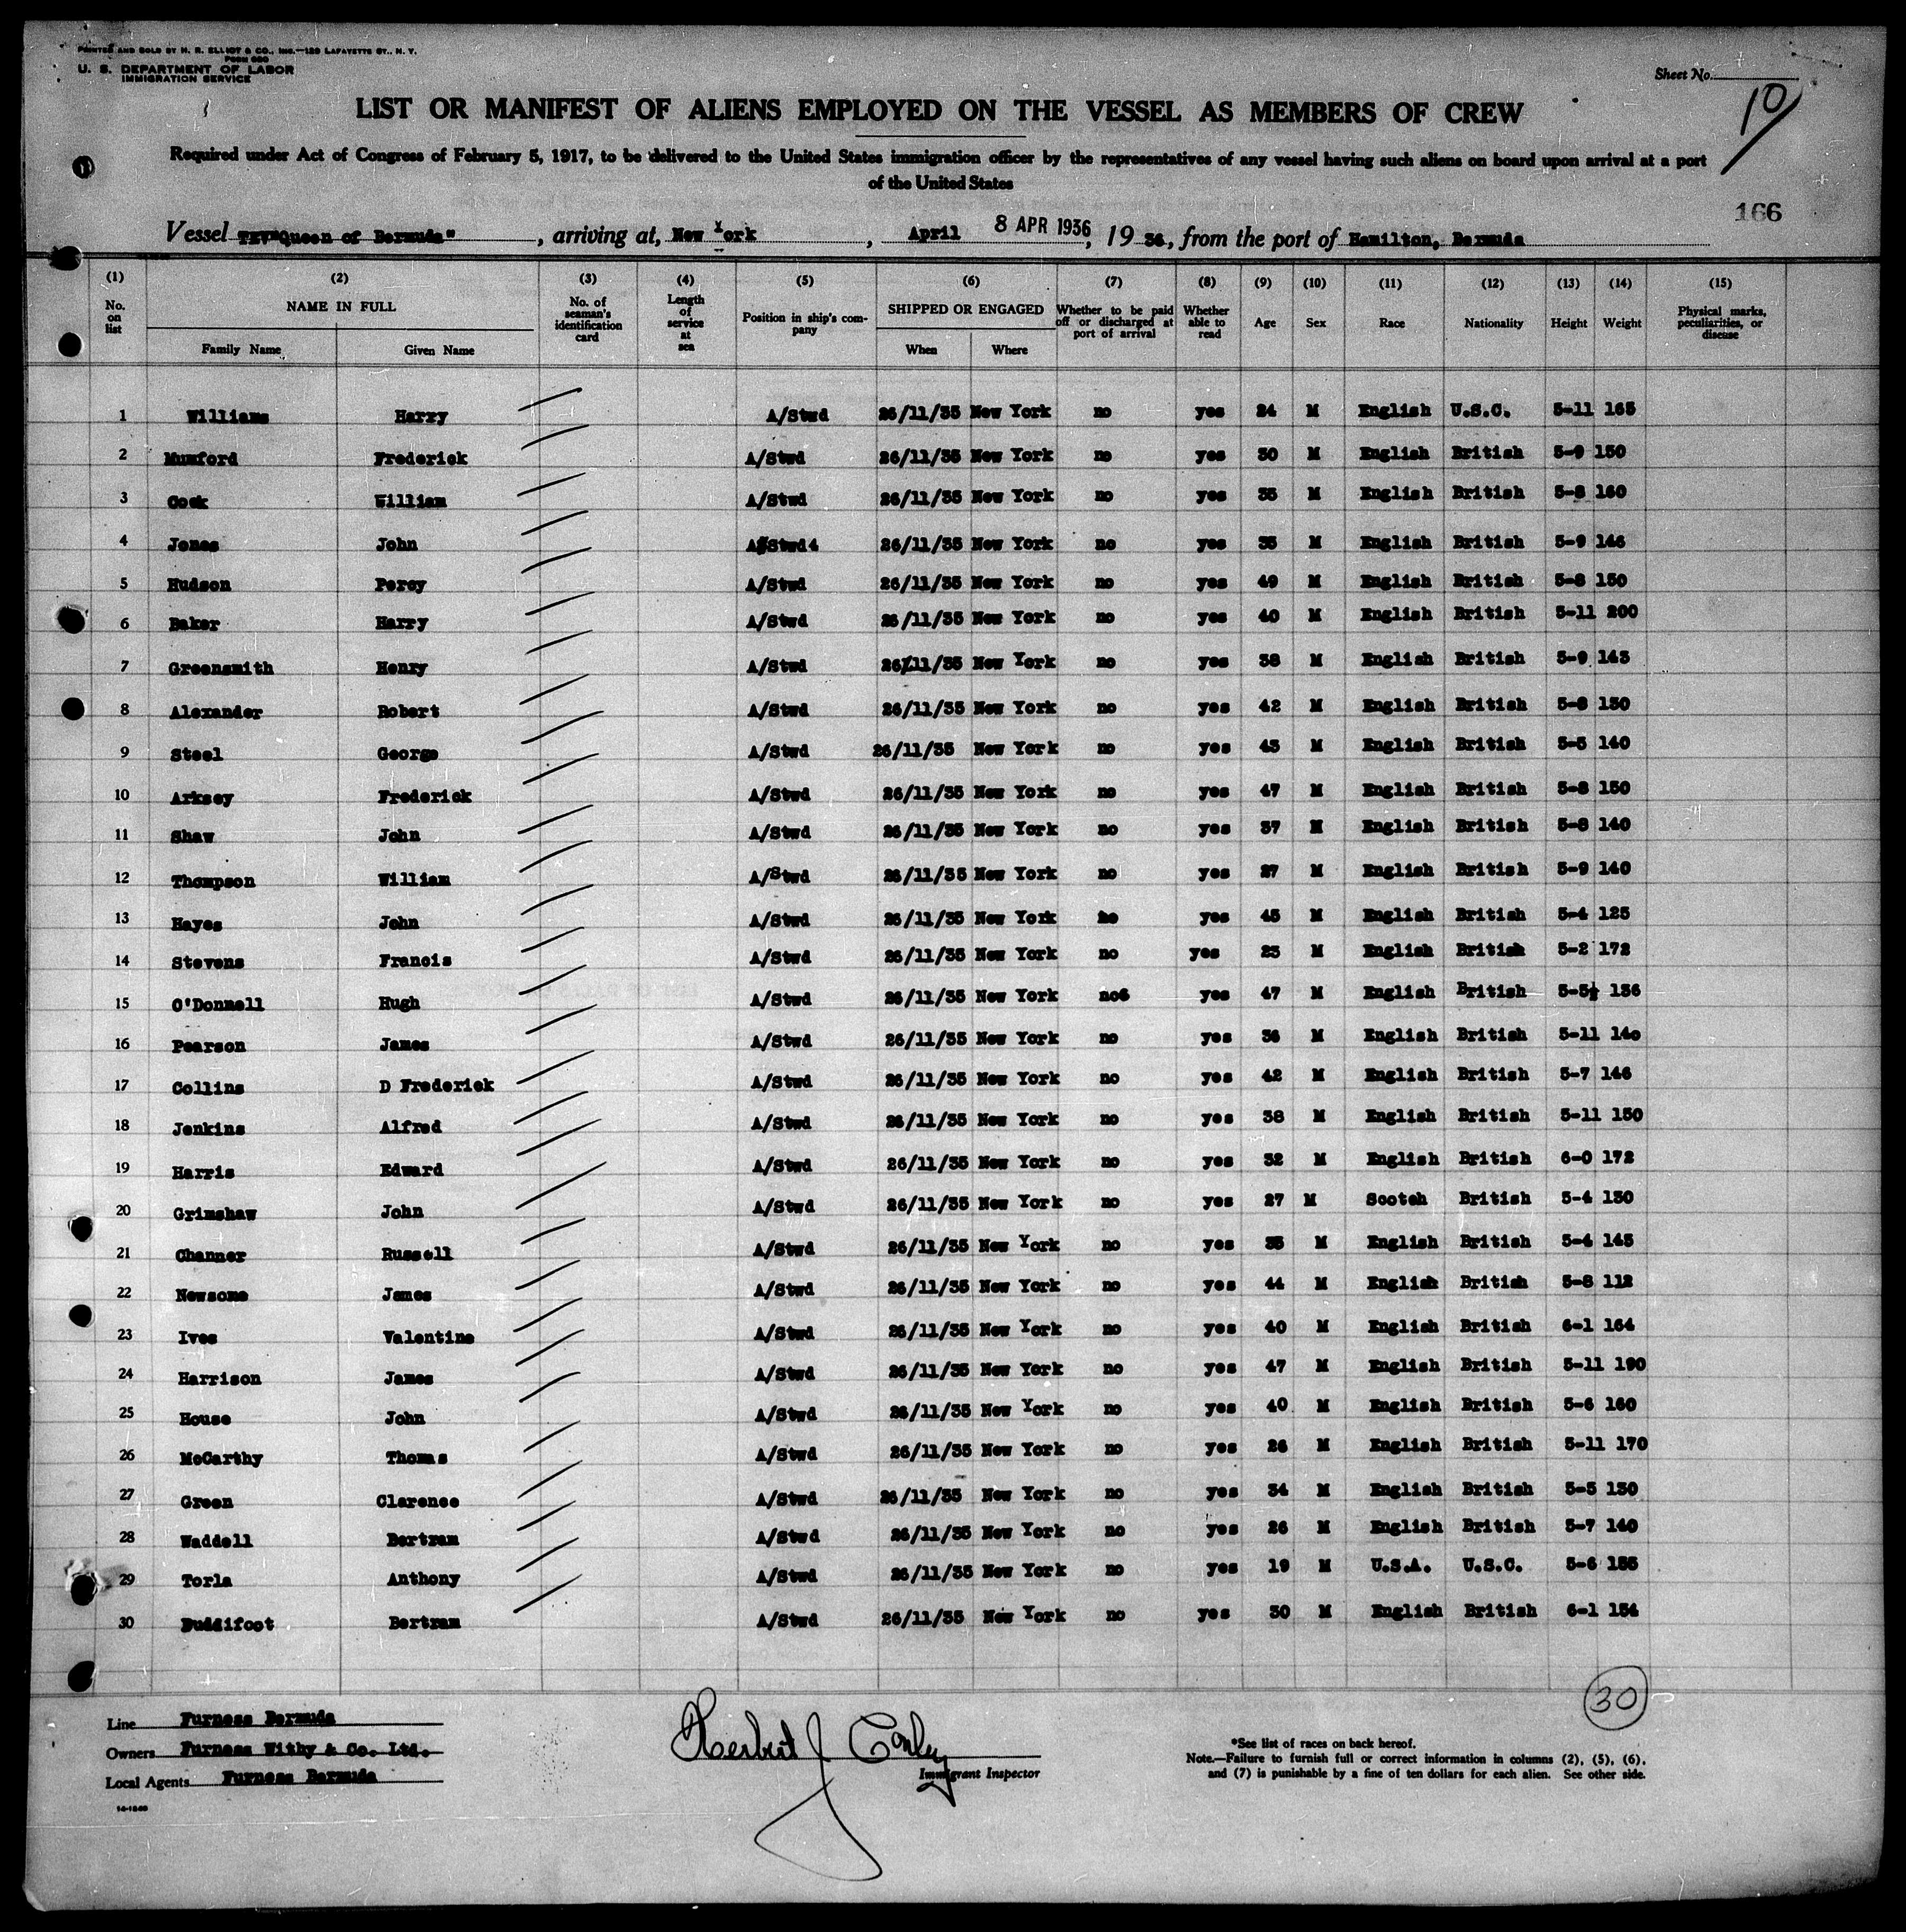 PRINTED AND SOLD BY H. R. ELLIOT & CO., INC.—129 LAFAYETTE ST., N. Y.
FORM 680
U. S. DEPARTMENT OF LABOR
IMMIGRATION SERVICE
Sheet No.
10
LIST OR MANIFEST OF ALIENS EMPLOYED ON THE VESSEL AS MEMBERS OF CREW
Required under Act of Congress of February 5, 1917, to be delivered to the United States immigration officer by the representatives of any vessel having such aliens on board upon arrival at a port
of the United States
166
Vessel TEV"Queen of Bermuda", arriving at, New York, April 8 APR 1936, 19 36, from the port of Hamilton, Bermuda
(1) (2) (3) (4) (5) (6) (7) (8) (9) (10) (11) (12) (13) (14) (15)
No. on list NAME IN FULL Family Name Given Name No. of seaman's identification card Length of service at sea Position in ship's company SHIPPED OR ENGAGED When Where Whether to be paid off or discharged at port of arrival Whether able to read Age Sex Race Nationality Height Weight Physical marks, peculiarities, or disease
1 Williams Harry A/Stwd 26/11/35 New York no yes 24 M English U.S.C. 5-11 165
2 Mumford Frederick A/Stwd 26/11/35 New York no yes 30 M English British 5-9 150
3 Cock William A/Stwd 26/11/35 New York no yes 35 M English British 5-8 160
4 Jones John A/Stwd4 26/11/35 New York no yes 35 M English British 5-9 146
5 Hudson Percy A/Stwd 26/11/35 New York no yes 49 M English British 5-8 150
6 Baker Harry A/Stwd 26/11/35 New York no yes 40 M English British 5-11 200
7 Greensmith Henry A/Stwd 26/11/35 New York no yes 38 M English British 5-9 143
8 Alexander Robert A/Stwd 26/11/35 New York no yes 42 M English British 5-8 130
9 Steel George A/Stwd 26/11/35 New York no yes 43 M English British 5-5 140
10 Arksey Frederick A/Stwd 26/11/35 New York no yes 47 M English British 5-8 150
11 Shaw John A/Stwd 26/11/35 New York no yes 37 M English British 5-8 140
12 Thompson William A/Stwd 26/11/35 New York no yes 27 M English British 5-9 140
13 Hayes John A/Stwd 26/11/35 New York no yes 45 M English British 5-4 125
14 Stevens Francis A/Stwd 26/11/35 New York no yes 23 M English British 5-2 172
15 O'Donnell Hugh A/Stwd 26/11/35 New York no6 yes 47 M English British 5-5½ 136
16 Pearson James A/Stwd 26/11/35 New York no yes 36 M English British 5-11 140
17 Collins D Frederick A/Stwd 26/11/35 New York no yes 42 M English British 5-7 146
18 Jenkins Alfred A/Stwd 26/11/35 New York no yes 38 M English British 5-11 150
19 Harris Edward A/Stwd 26/11/35 New York no yes 32 M English British 6-0 172
20 Grimshaw John A/Stwd 26/11/35 New York no yes 27 M Scotch British 5-4 130
21 Channer Russell A/Stwd 26/11/35 New York no yes 35 M English British 5-4 145
22 Newsome James A/Stwd 26/11/35 New York no yes 44 M English British 5-8 112
23 Ives Valentine A/Stwd 26/11/35 New York no yes 40 M English British 6-1 164
24 Harrison James A/Stwd 26/11/35 New York no yes 47 M English British 5-11 190
25 House John A/Stwd 26/11/35 New York no yes 40 M English British 5-6 160
26 McCarthy Thomas A/Stwd 26/11/35 New York no yes 26 M English British 5-11 170
27 Green Clarence A/Stwd 26/11/35 New York no yes 34 M English British 5-5 130
28 Waddell Bertram A/Stwd 26/11/35 New York no yes 26 M English British 5-7 140
29 Torla Anthony A/Stwd 26/11/35 New York no yes 19 M U.S.A. U.S.C. 5-6 155
30 Buddifoot Bertram A/Stwd 26/11/35 New York no yes 30 M English British 6-1 154
30
Line Furness Bermuda
Owners Furness Withy & Co. Ltd.
Local Agents Furness Bermuda
Herbert J Conley
Immigrant Inspector
*See list of races on back hereof.
Note.—Failure to furnish full or correct information in columns (2), (5), (6),
and (7) is punishable by a fine of ten dollars for each alien. See other side.